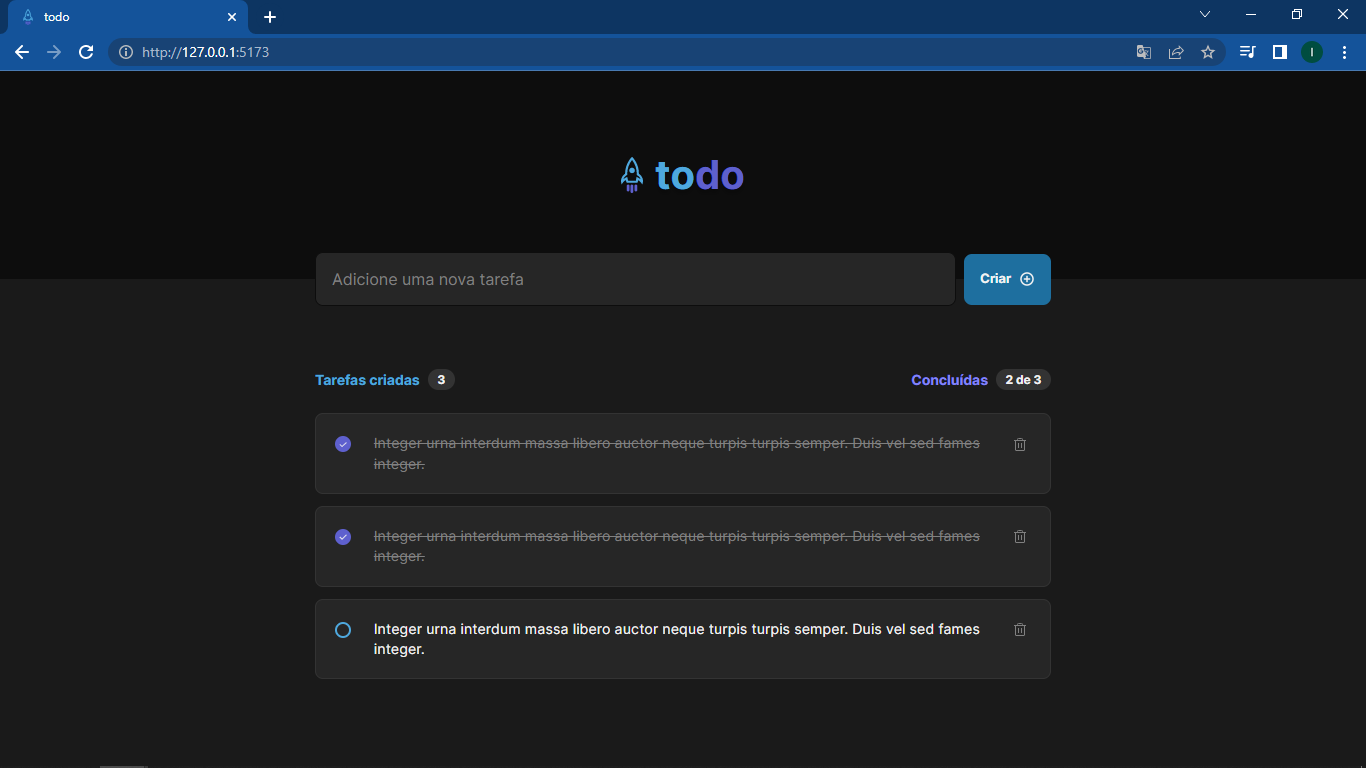 todo
http://127.0.0.1:5173
I
todo
Adicione uma nova tarefa
Criar
Tarefas criadas 3
Concluídas 2 de 3
Integer urna interdum massa libero auctor neque turpis turpis semper. Duis vel sed fames
integer.
Integer urna interdum massa libero auctor neque turpis turpis semper. Duis vel sed fames
integer.
Integer urna interdum massa libero auctor neque turpis turpis semper. Duis vel sed fames
integer.